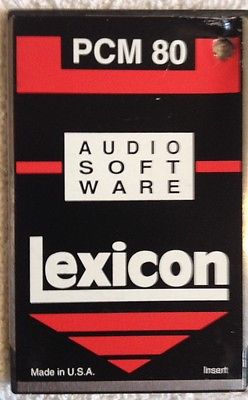 PCM 80
AUDIO
SOFT
WARE
lexicon
Made in U.S.A.
Insert